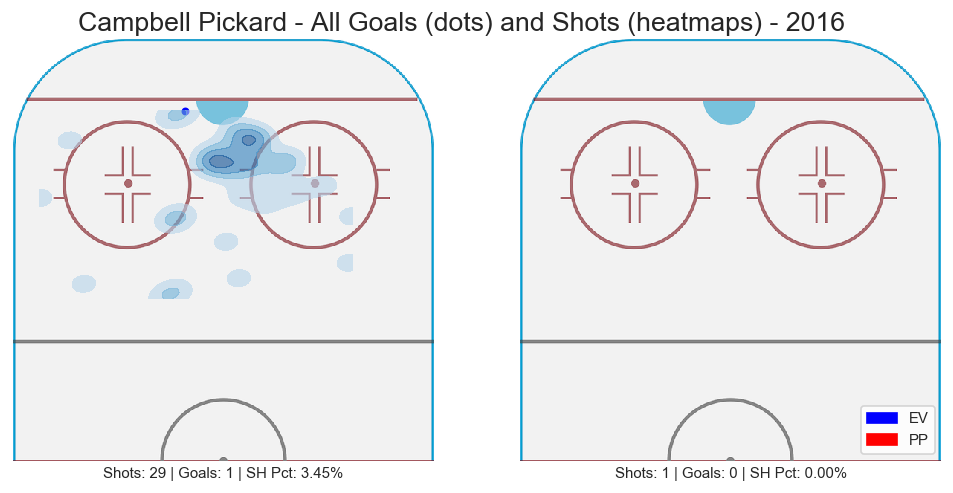 Campbell Pickard - All Goals (dots) and Shots (heatmaps) - 2016
EV
PP
Shots: 29 | Goals: 1 | SH Pct: 3.45%
Shots: 1 | Goals: 0 | SH Pct: 0.00%